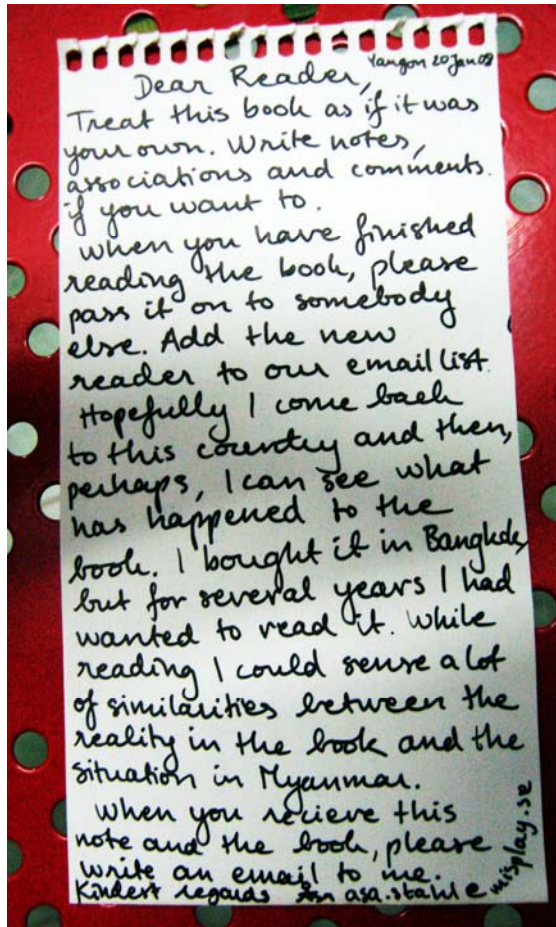 Yangon 20 Jan 08
Dear Reader,
Treat this book as if it was
your own. Write notes,
associations and comments.
if you want to.
When you have finished
reading the book, please
pass it on to somebody
else. Add the new
reader to our email list.
Hopefully I come back
to this country and then,
perhaps, I can see what
has happened to the
book. I bought it in Bangkok,
but for several years I had
wanted to read it. While
reading I could sense a lot
of similarities between the
reality in the book and the
situation in Myanmar.
When you recieve this
note and the book, please
write an email to me.
Kindest regards asa.stahl@
misplay.se